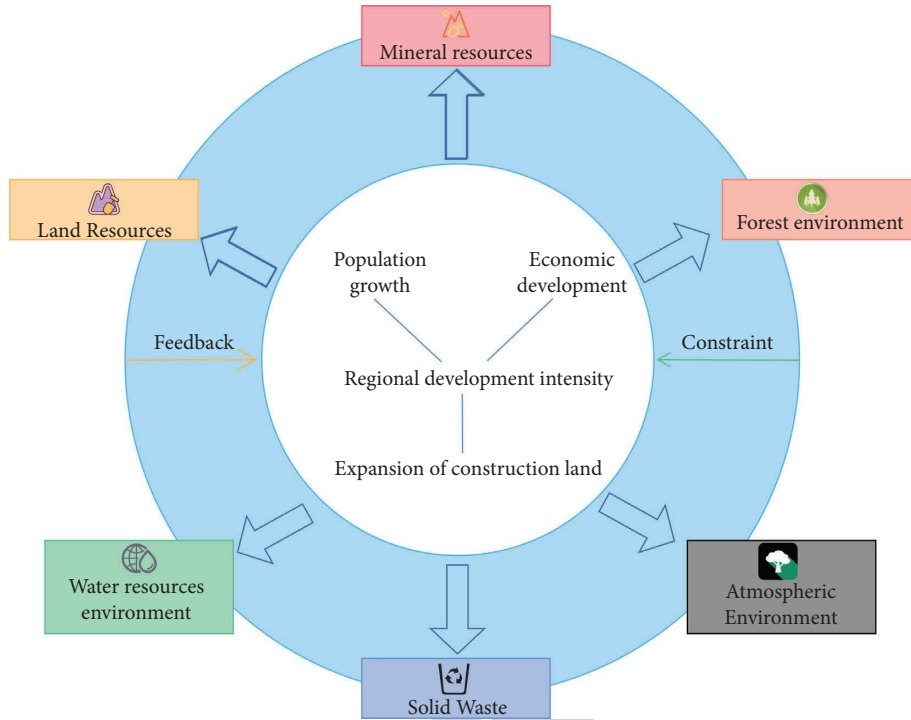 Mineral resources
Land Resources
Forest environment
Population
growth
Economic
development
Feedback
Constraint
Regional development intensity
Expansion of construction land
Water resources
environment
Atmospheric
Environment
Solid Waste